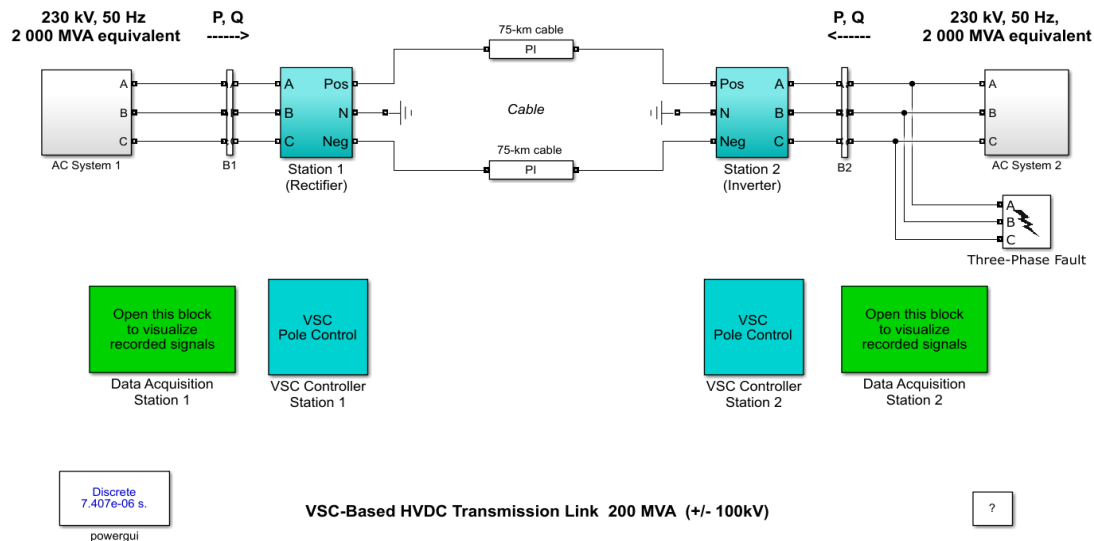 230 kV, 50 Hz
2 000 MVA equivalent
P, Q
------>
75-km cable
PI
P, Q
<------
230 kV, 50 Hz,
2 000 MVA equivalent
A
B
C
AC System 1
A
B
C
B1
A
B
C
Pos
N
Neg
Station 1
(Rectifier)
Cable
75-km cable
PI
Pos
N
Neg
A
B
C
Station 2
(Inverter)
A
B
C
B2
A
B
C
AC System 2
A
B
C
Three-Phase Fault
Open this block
to visualize
recorded signals
Data Acquisition
Station 1
VSC
Pole Control
VSC Controller
Station 1
VSC
Pole Control
VSC Controller
Station 2
Open this block
to visualize
recorded signals
Data Acquisition
Station 2
Discrete
7.407e-06 s.
powergui
VSC-Based HVDC Transmission Link 200 MVA (+/- 100kV)
?